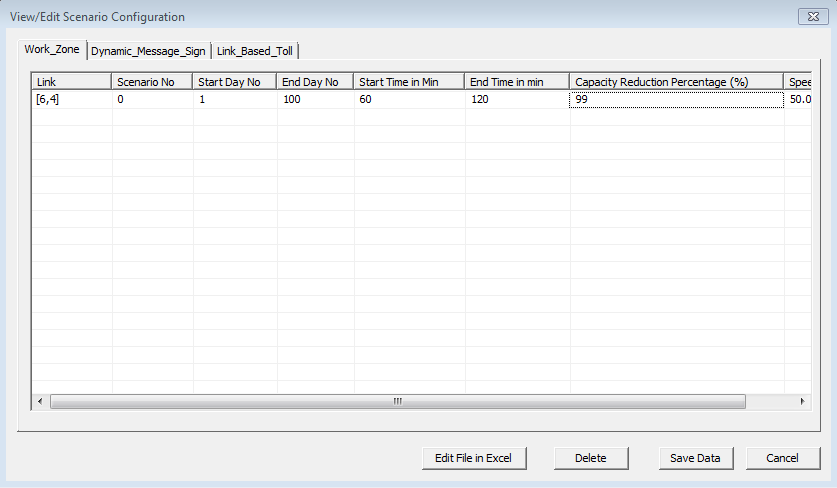 View/Edit Scenario Configuration
Work_Zone Dynamic_Message_Sign Link_Based_Toll
Link Scenario No Start Day No End Day No Start Time in Min End Time in min Capacity Reduction Percentage (%) Spee
[6,4] 0 1 100 60 120 99 50.0
Edit File in Excel Delete Save Data Cancel